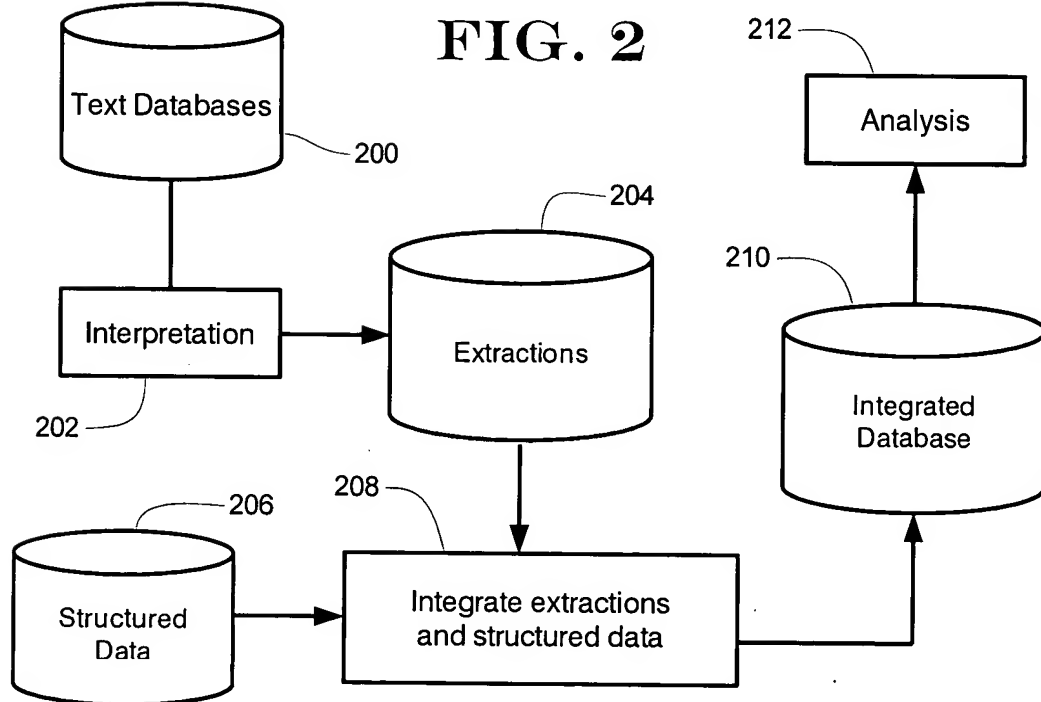 FIG. 2
Text Databases
200
Interpretation
202
204
Extractions
206
Structured
Data
208
Integrate extractions
and structured data
210
Integrated
Database
212
Analysis